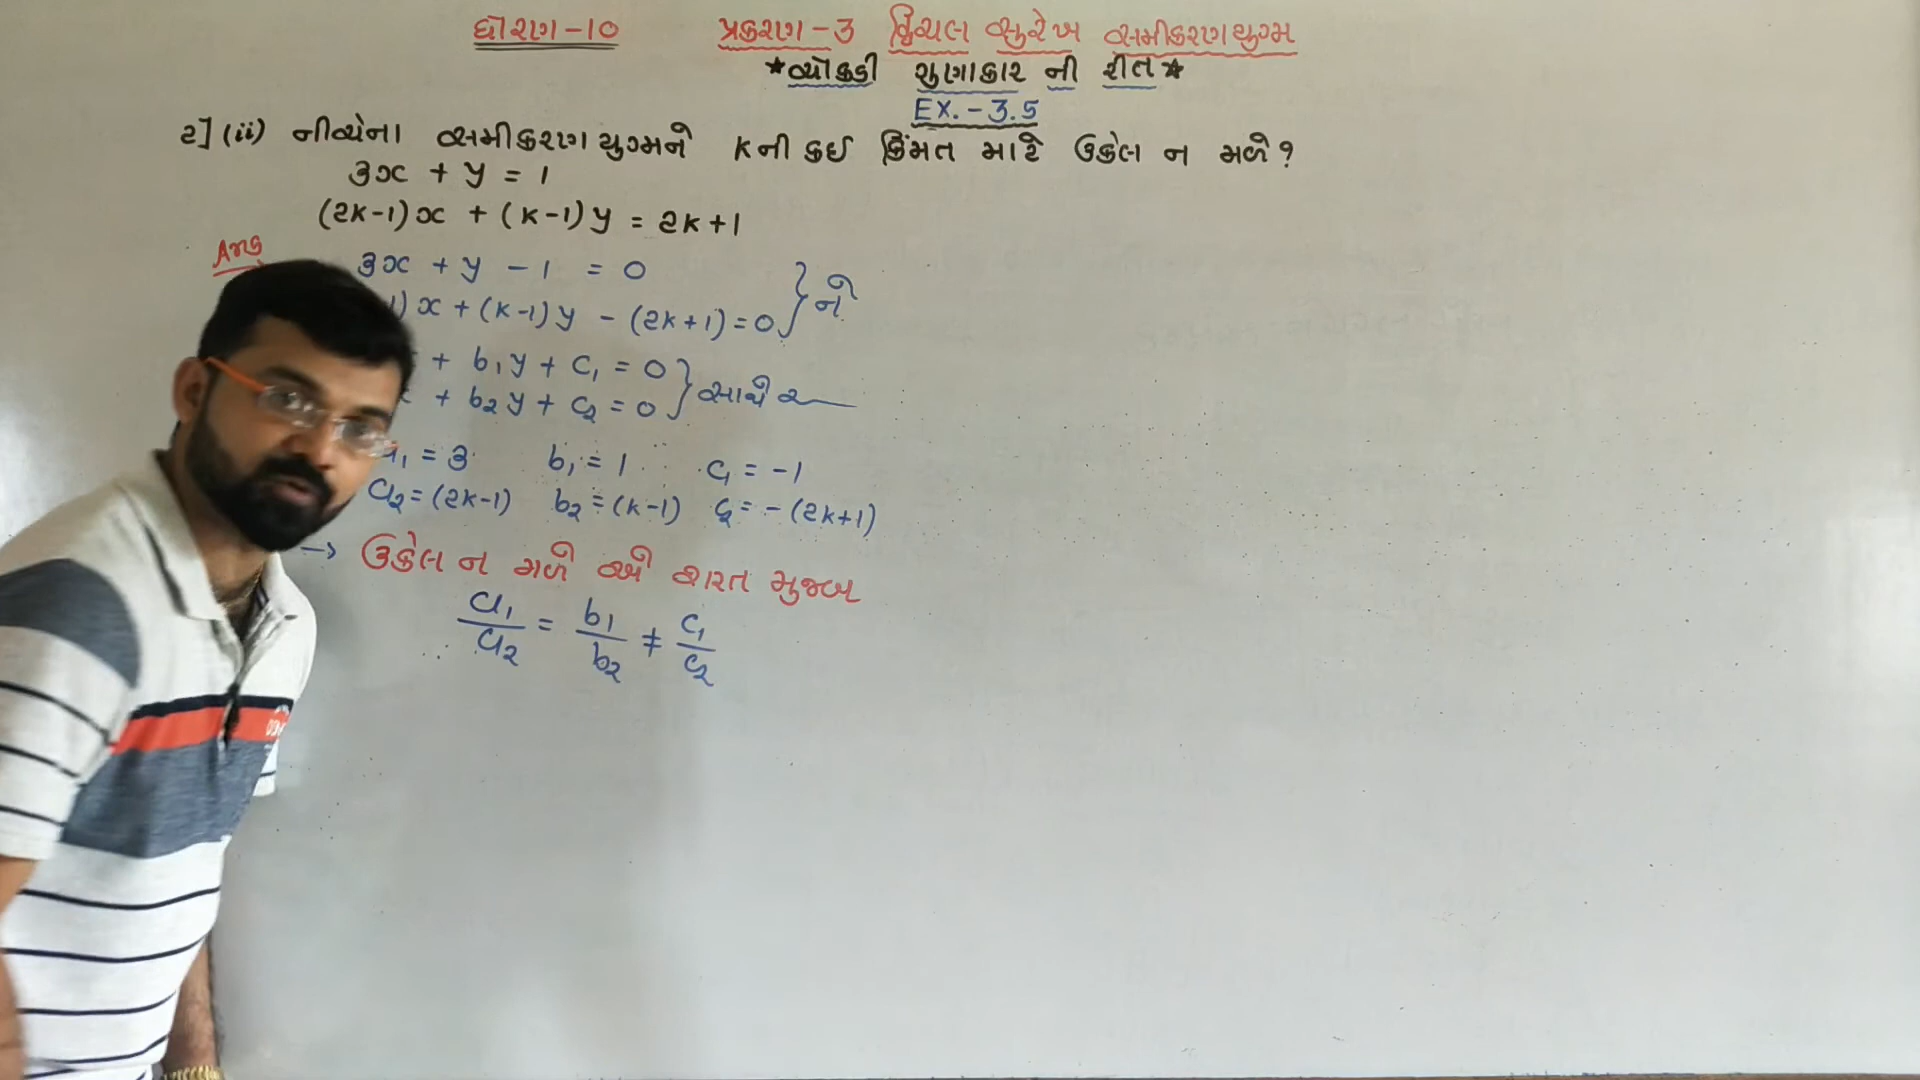 ધોરણ-10 પ્રકરણ-3 દ્વિચલ સુરેખ સમીકરણયુગ્મ
*ચોકડી ગુણાકાર ની રીત*
EX.-3.5
2](ii) નીચેના સમીકરણયુગ્મને kની કઈ કિંમત માટે ઉકેલ ન મળે?
3x + y = 1
(2k-1)x + (k-1)y = 2k+1
Ans
3x + y - 1 = 0
1)x + (k-1)y - (2k+1) = 0 } ને
+ b₁y + c₁ = 0
+ b₂y + c₂ = 0 } સાથે
a₁ = 3 b₁ = 1 c₁ = -1
a₂ = (2k-1) b₂ = (k-1) c₂ = -(2k+1)
→ ઉકેલ ન મળે એ શરત મુજબ
a₁/a₂ = b₁/b₂ ≠ c₁/c₂